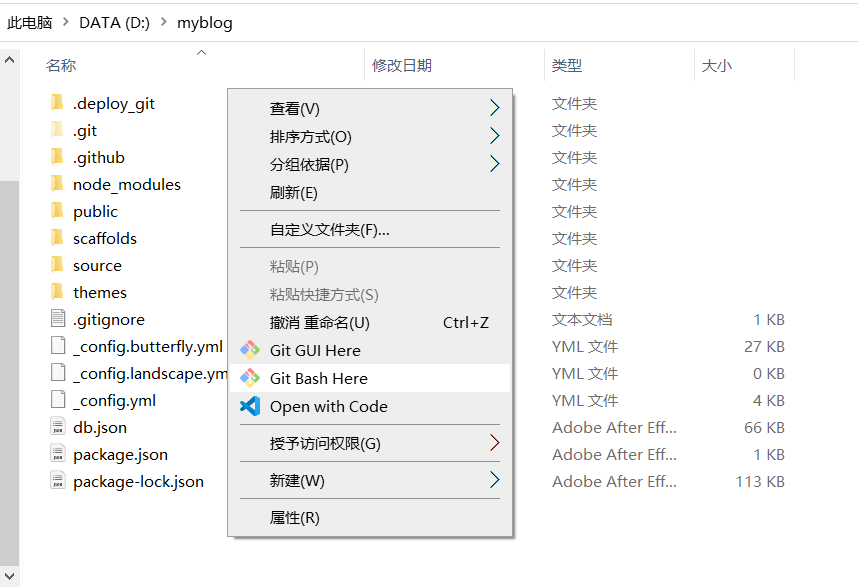 此电脑 > DATA (D:) > myblog
名称 修改日期 类型 大小
.deploy_git 文件夹
.git 文件夹
.github 文件夹
node_modules 文件夹
public 文件夹
scaffolds 文件夹
source 文件夹
themes 文件夹
.gitignore 文本文档 1 KB
_config.butterfly.yml YML 文件 27 KB
_config.landscape.ym YML 文件 0 KB
_config.yml YML 文件 4 KB
db.json Adobe After Eff... 66 KB
package.json Adobe After Eff... 1 KB
package-lock.json Adobe After Eff... 113 KB
查看(V)
排序方式(O)
分组依据(P)
刷新(E)
自定义文件夹(F)...
粘贴(P)
粘贴快捷方式(S)
撤消 重命名(U) Ctrl+Z
Git GUI Here
Git Bash Here
Open with Code
授予访问权限(G)
新建(W)
属性(R)